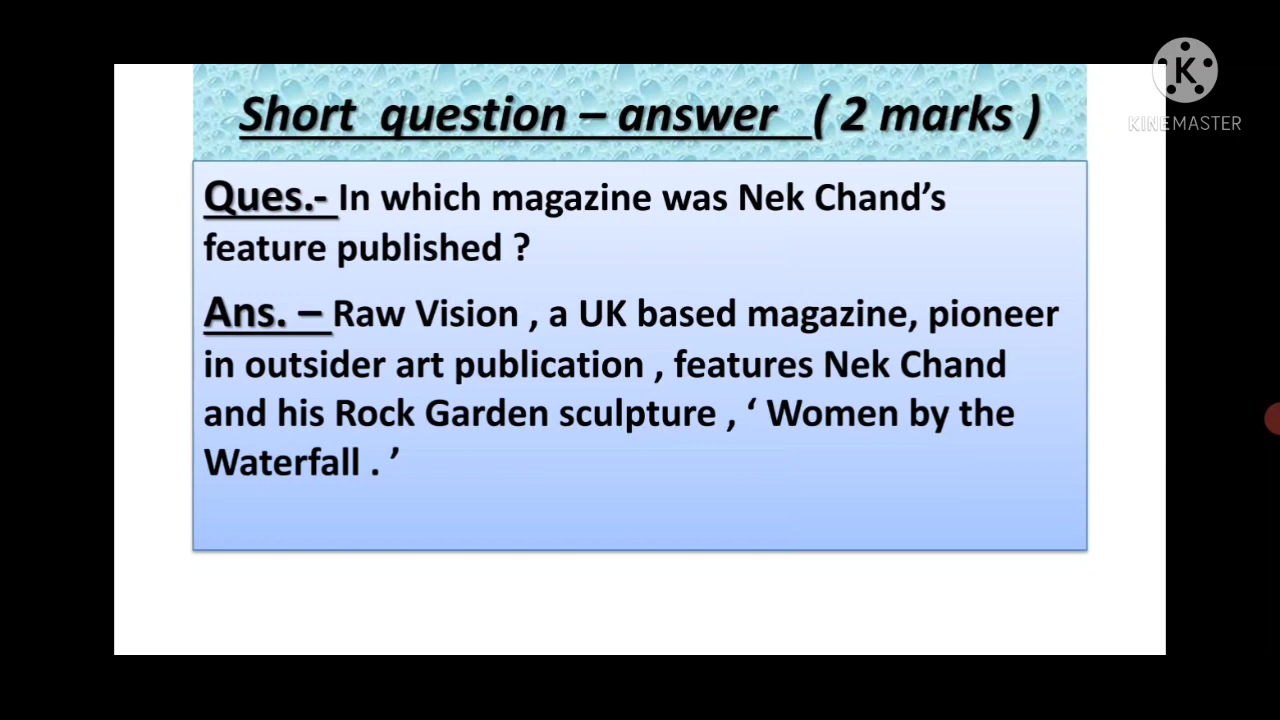 Short question – answer ( 2 marks )
K
KINEMASTER
Ques.- In which magazine was Nek Chand’s
feature published ?
Ans. – Raw Vision , a UK based magazine, pioneer
in outsider art publication , features Nek Chand
and his Rock Garden sculpture , ‘ Women by the
Waterfall . ’